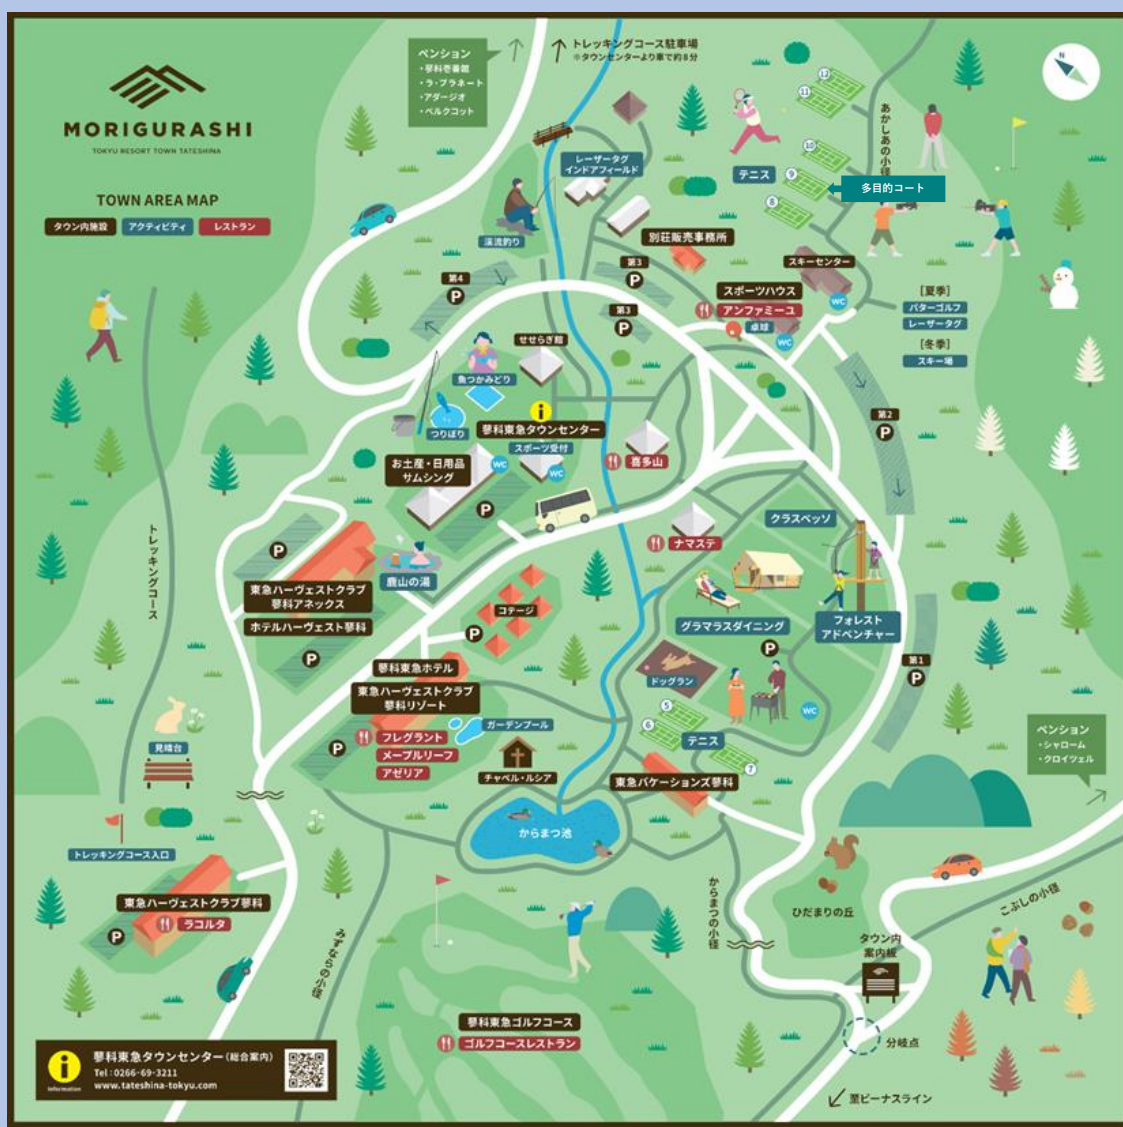 MORIGURASHI
TOKYU RESORT TOWN TATESHINA
TOWN AREA MAP
タウン内施設
アクティビティ
レストラン
ペンション
・蓼科壱番館
・ラ・プラネート
・アダージオ
・ベルクコット
トレッキングコース駐車場
※タウンセンターより車で約8分
N
レーザータグ
インドアフィールド
渓流釣り
12
11
10
9
8
テニス
多目的コート
あかしあの小径
別荘販売事務所
スキーセンター
WC
第4
P
第3
P
第3
P
スポーツハウス
アンファミーユ
卓球
WC
[夏季]
パターゴルフ
レーザータグ
[冬季]
スキー場
せせらぎ館
魚つかみどり
つりぼり
i
蓼科東急タウンセンター
スポーツ受付
WC
WC
お土産・日用品
サムシング
P
喜多山
第2
P
トレッキングコース
クラスベッソ
ナマステ
P
鹿山の湯
東急ハーヴェストクラブ
蓼科アネックス
ホテルハーヴェスト蓼科
P
コテージ
P
グラマラスダイニング
P
フォレスト
アドベンチャー
第1
P
ドッグラン
WC
蓼科東急ホテル
東急ハーヴェストクラブ
蓼科リゾート
フレグラント
メープルリーフ
アゼリア
P
ガーデンプール
チャペル・ルシア
5
6
テニス
7
東急バケーションズ蓼科
ペンション
・シャローム
・クロイツェル
見晴台
トレッキングコース入口
からまつ池
東急ハーヴェストクラブ蓼科
ラコルタ
P
みずならの小径
からまつの小径
ひだまりの丘
こぶしの小径
タウン内
案内板
分岐点
至ビーナスライン
蓼科東急ゴルフコース
ゴルフコースレストラン
i
Information
蓼科東急タウンセンター(総合案内)
Tel:0266-69-3211
www.tateshina-tokyu.com